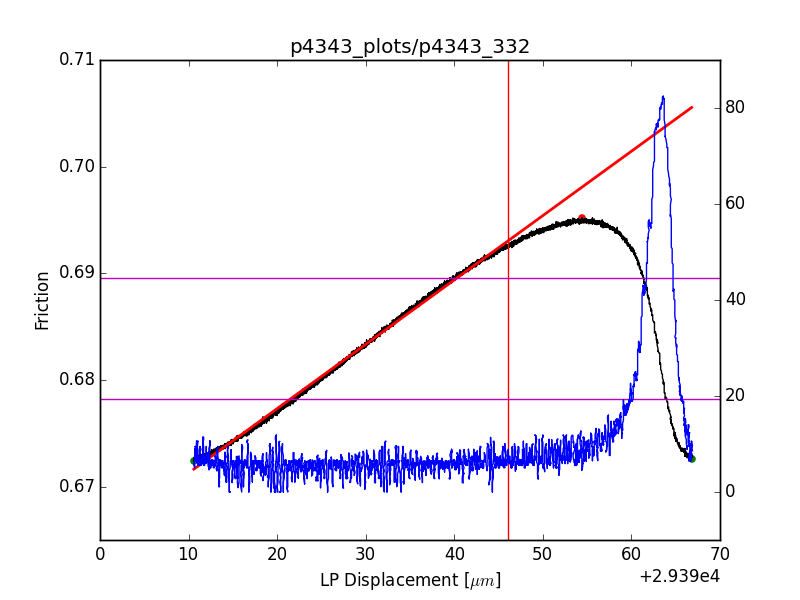 p4343_plots/p4343_332
0.71
0.70
0.69
0.68
0.67
Friction
80
60
40
20
0
0 10 20 30 40 50 60 70
LP Displacement [μm]
+2.939e4